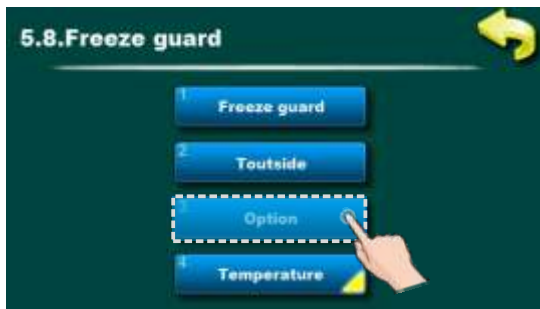 5.8.Freeze guard
1
Freeze guard
2
Toutside
3
Option
4
Temperature